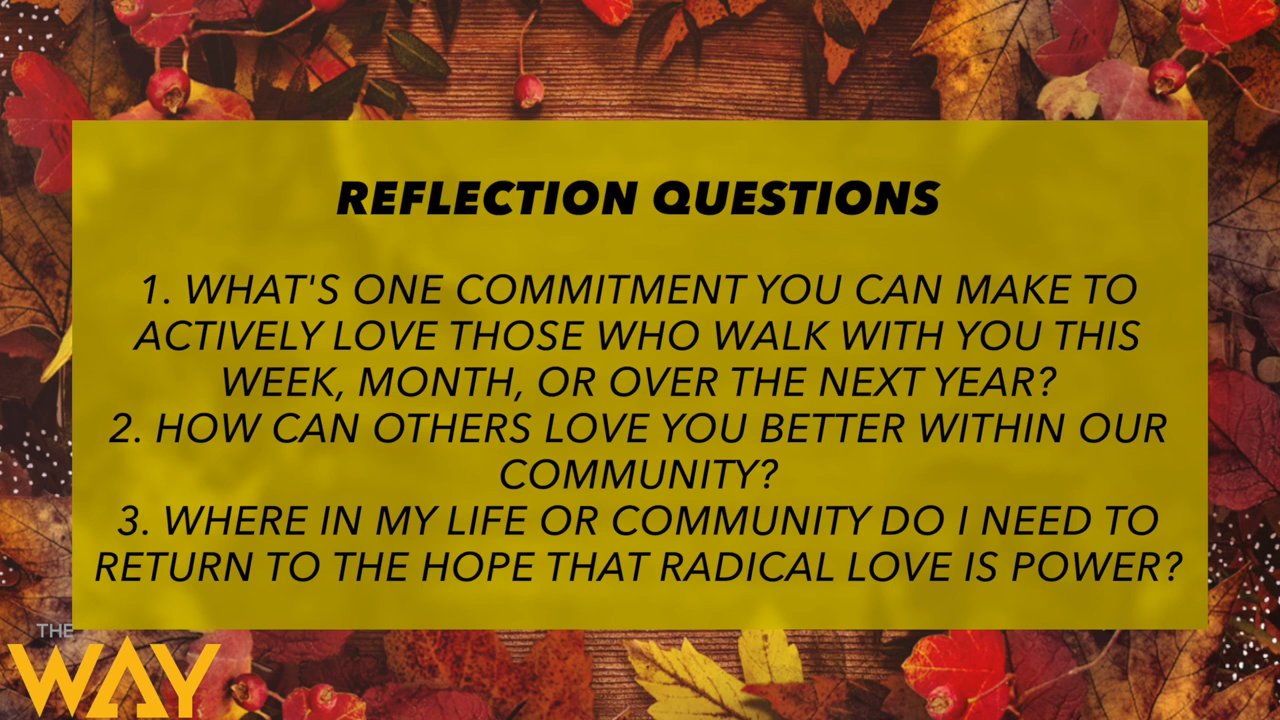 REFLECTION QUESTIONS
1. WHAT'S ONE COMMITMENT YOU CAN MAKE TO
ACTIVELY LOVE THOSE WHO WALK WITH YOU THIS
WEEK, MONTH, OR OVER THE NEXT YEAR?
2. HOW CAN OTHERS LOVE YOU BETTER WITHIN OUR
COMMUNITY?
3. WHERE IN MY LIFE OR COMMUNITY DO I NEED TO
RETURN TO THE HOPE THAT RADICAL LOVE IS POWER?
THE
WAY